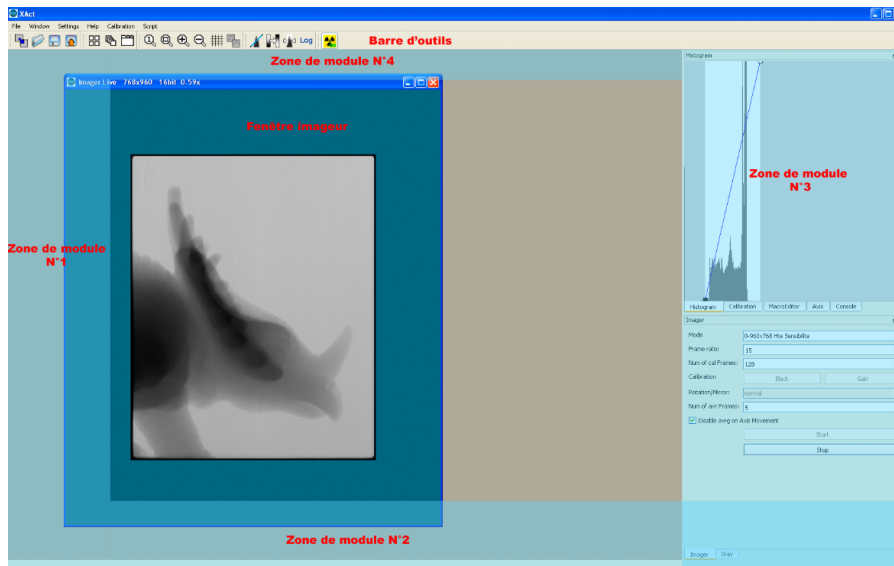 XAct
File Window Settings Help Calibration Script
Log
Barre d'outils
Zone de module N°4
Histogram
Imager Live 768x960 16bit 0.59x
Fenêtre imageur
Zone de module
N°3
Zone de module
N°1
Histogram Calibration MacroEditor Axis Console
Imager
Mode 0-960x768 Hte Sensibilite
Frame rate: 15
Num of cal Frames: 128
Calibration Black Gain
Rotation/Mirror: normal
Num of avr Frames: 5
Disable aveg on Axis Movement
Start
Stop
Zone de module N°2
Imager